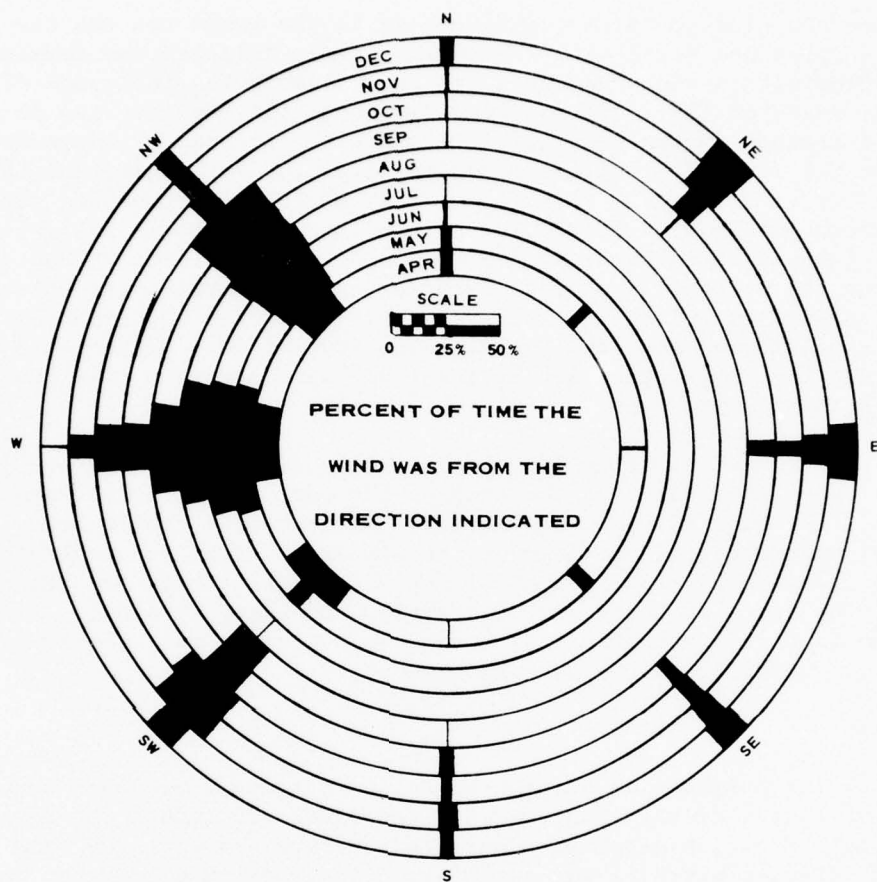 N
DEC
NOV
OCT
SEP
AUG
JUL
JUN
MAY
APR
NW
NE
SCALE
0 25% 50%
PERCENT OF TIME THE
WIND WAS FROM THE
DIRECTION INDICATED
W
E
SW
SE
S